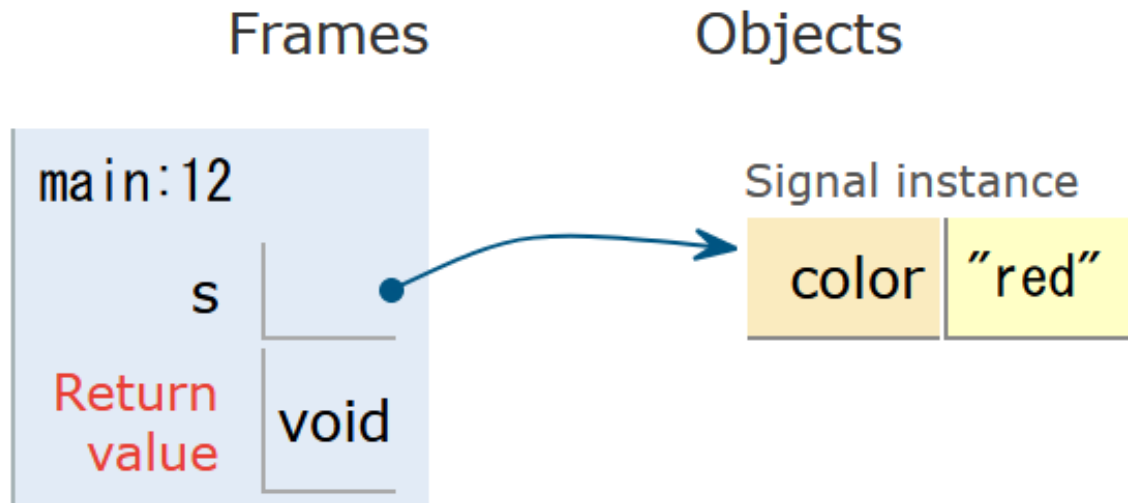 Frames Objects
main:12
Signal instance
s
color "red"
Return
value
void